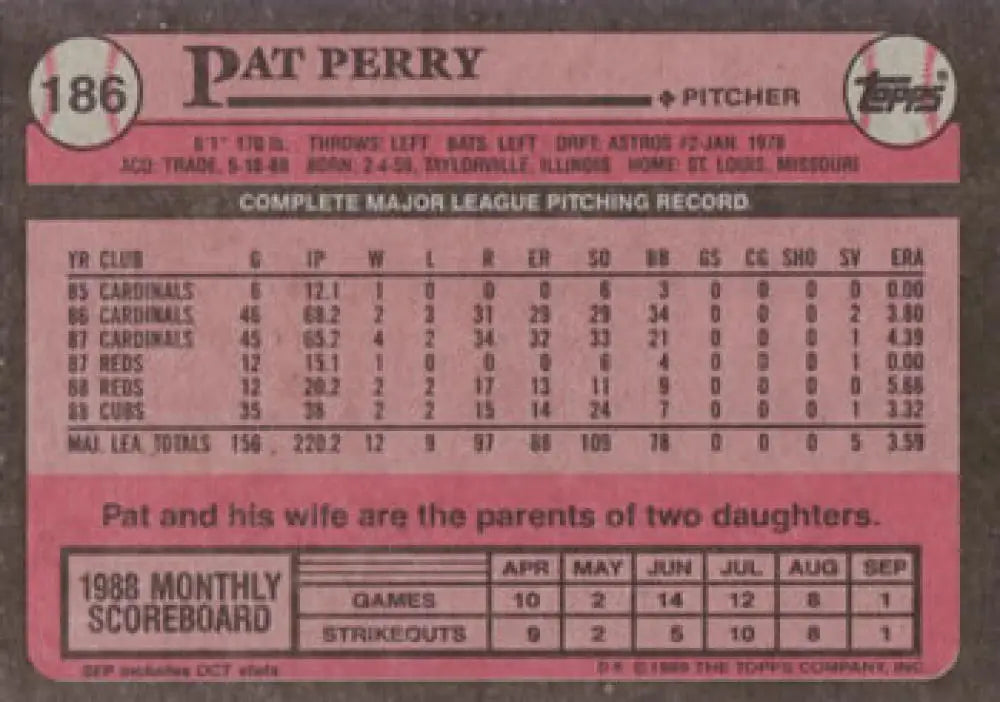 186
PAT PERRY
PITCHER
TOPPS®
6'1" 170 lb. THROWS: LEFT BATS: LEFT DRFT: ASTROS #2-JAN. 1978
ACQ: TRADE, 5-19-88 BORN: 2-4-59, TAYLORVILLE, ILLINOIS HOME: ST. LOUIS, MISSOURI
COMPLETE MAJOR LEAGUE PITCHING RECORD
YR CLUB G IP W L R ER SO BB GS CG SHO SV ERA
85 CARDINALS 6 12.1 1 0 0 0 6 3 0 0 0 0 0.00
86 CARDINALS 46 68.2 2 3 31 29 29 34 0 0 0 2 3.80
87 CARDINALS 45 65.2 4 2 34 32 33 21 0 0 0 1 4.39
87 REDS 12 15.1 1 0 0 0 6 4 0 0 0 1 0.00
88 REDS 12 20.2 2 2 17 13 11 9 0 0 0 0 5.66
88 CUBS 35 38 2 2 15 14 24 7 0 0 0 1 3.32
MAJ. LEA. TOTALS 156 220.2 12 9 97 88 109 78 0 0 0 5 3.59
Pat and his wife are the parents of two daughters.
1988 MONTHLY SCOREBOARD
APR MAY JUN JUL AUG SEP
GAMES 10 2 14 12 8 1
STRIKEOUTS 9 2 5 10 8 1
SEP includes OCT stats
© 1989 THE TOPPS COMPANY, INC.